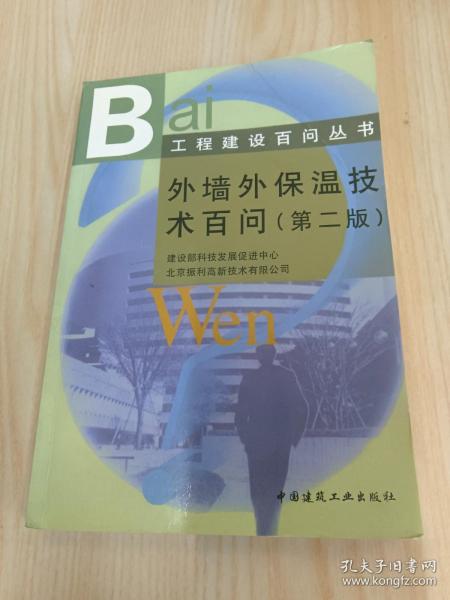 Bai
工程建设百问丛书
外墙外保温技
术百问(第二版)
建设部科技发展促进中心
北京振利高新技术有限公司
Wen
中国建筑工业出版社
孔夫子旧书网
www.kongfz.com